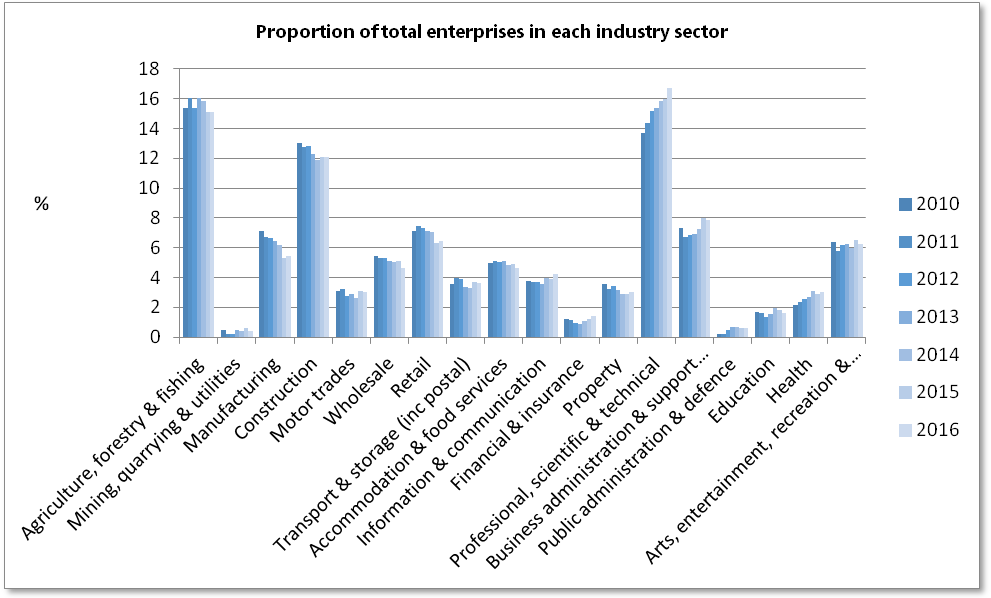 Proportion of total enterprises in each industry sector
18
16
14
12
10
8
6
4
2
0
%
Agriculture, forestry & fishing
Mining, quarrying & utilities
Manufacturing
Construction
Motor trades
Wholesale
Retail
Transport & storage (inc postal)
Accommodation & food services
Information & communication
Financial & insurance
Property
Professional, scientific & technical
Business administration & support...
Public administration & defence
Education
Health
Arts, entertainment, recreation &...
2010
2011
2012
2013
2014
2015
2016